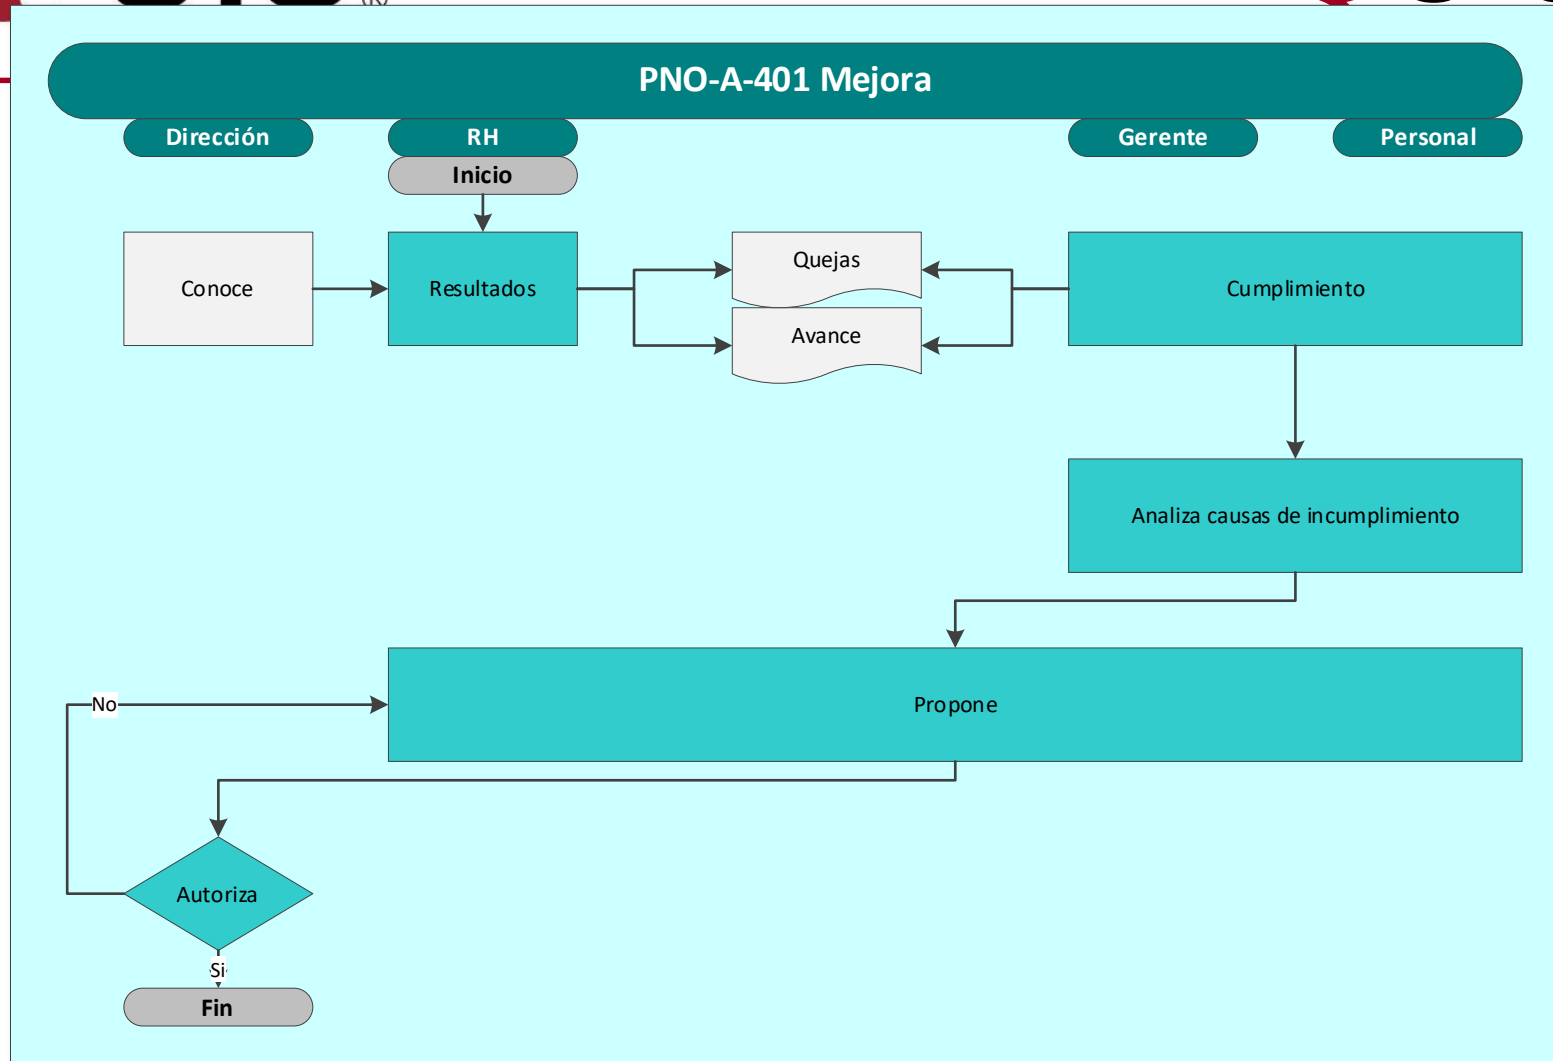 PNO-A-401 Mejora
Dirección
RH
Gerente
Personal
Inicio
Conoce
Resultados
Quejas
Avance
Cumplimiento
Analiza causas de incumplimiento
Propone
No
Autoriza
Si
Fin